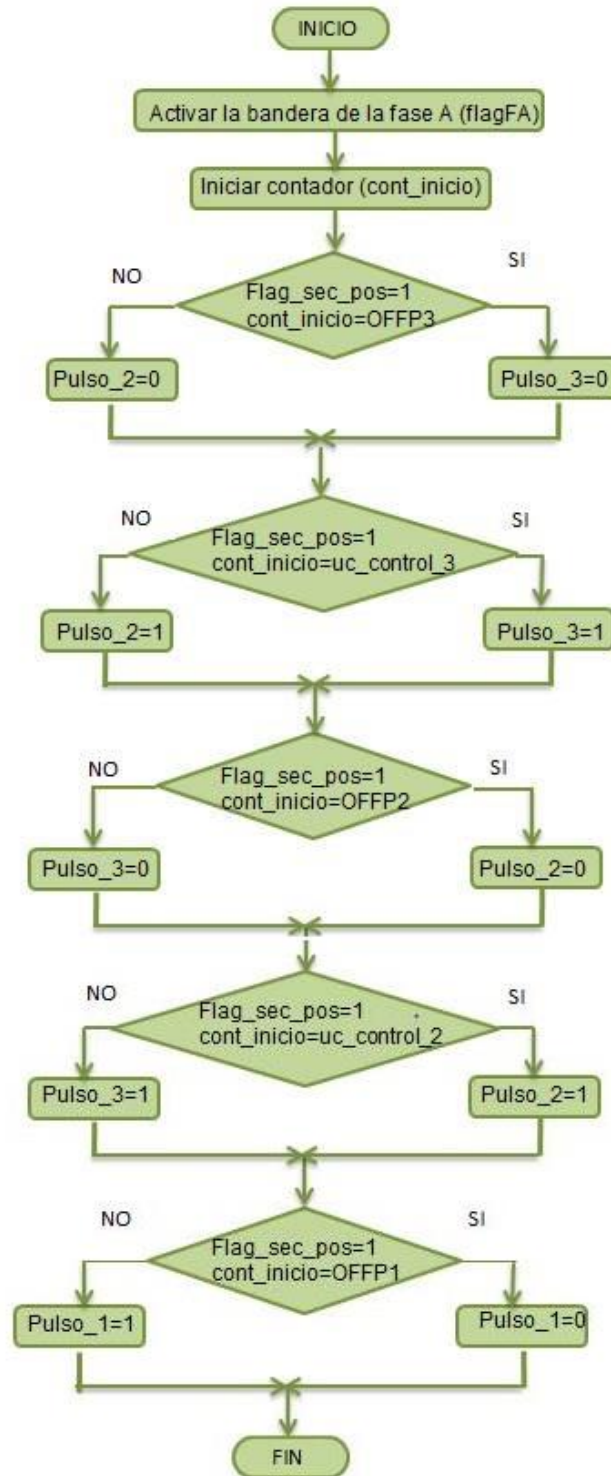 INICIO
Activar la bandera de la fase A (flagFA)
Iniciar contador (cont_inicio)
NO
SI
Flag_sec_pos=1
cont_inicio=OFFP3
Pulso_2=0
Pulso_3=0
NO
SI
Flag_sec_pos=1
cont_inicio=uc_control_3
Pulso_2=1
Pulso_3=1
NO
SI
Flag_sec_pos=1
cont_inicio=OFFP2
Pulso_3=0
Pulso_2=0
NO
SI
Flag_sec_pos=1
cont_inicio=uc_control_2
Pulso_3=1
Pulso_2=1
NO
SI
Flag_sec_pos=1
cont_inicio=OFFP1
Pulso_1=1
Pulso_1=0
FIN